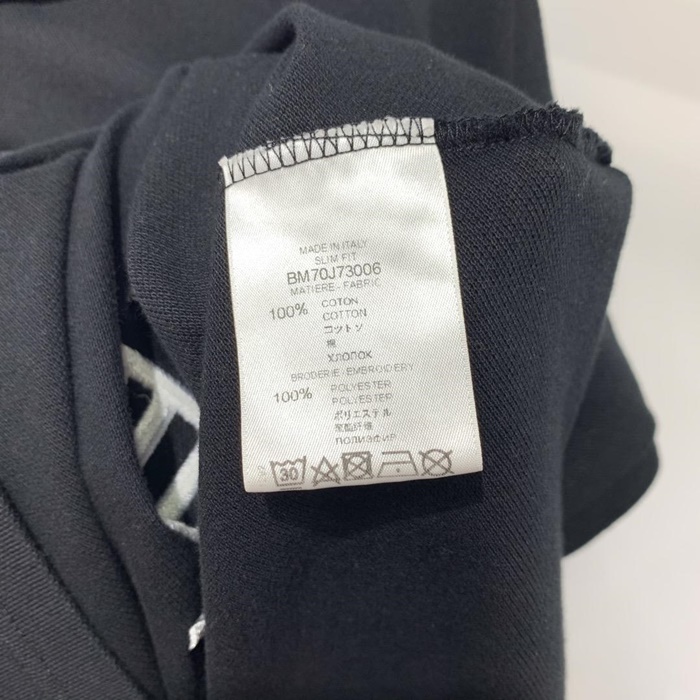 MADE IN ITALY
SLIM FIT
BM70J73006
MATIERE - FABRIC
100% COTON
COTTON
コットン
棉
ХЛОПОК
BRODERIE - EMBROIDERY
100% POLYESTER
POLYESTER
ポリエステル
聚酯纤维
ПОЛИЭФИР
30